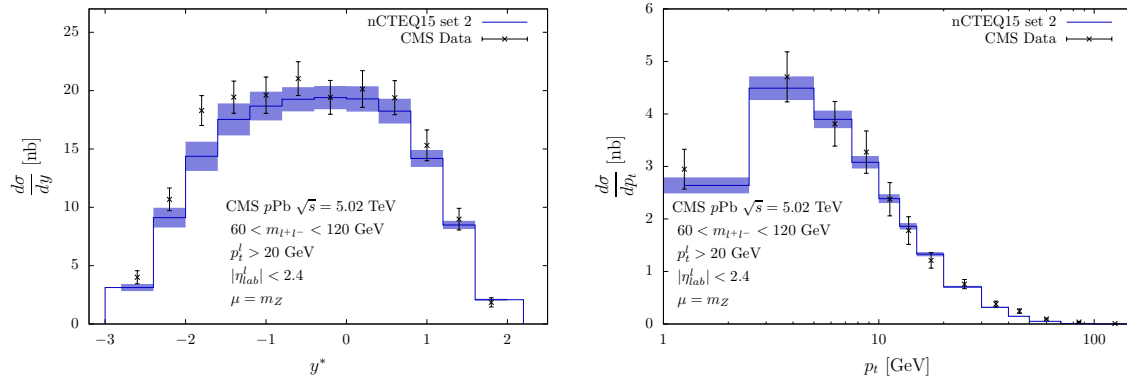 nCTEQ15 set 2
CMS Data
25
20
15
10
5
0
dσ/dy [nb]
CMS pPb √s = 5.02 TeV
60 < m_{l+l−} < 120 GeV
p_t^l > 20 GeV
|η_{lab}^l| < 2.4
μ = m_Z
−3 −2 −1 0 1 2
y*
nCTEQ15 set 2
CMS Data
6
5
4
3
2
1
0
dσ/dp_t [nb]
CMS pPb √s = 5.02 TeV
60 < m_{l+l−} < 120 GeV
p_t^l > 20 GeV
|η_{lab}^l| < 2.4
μ = m_Z
1 10 100
p_t [GeV]